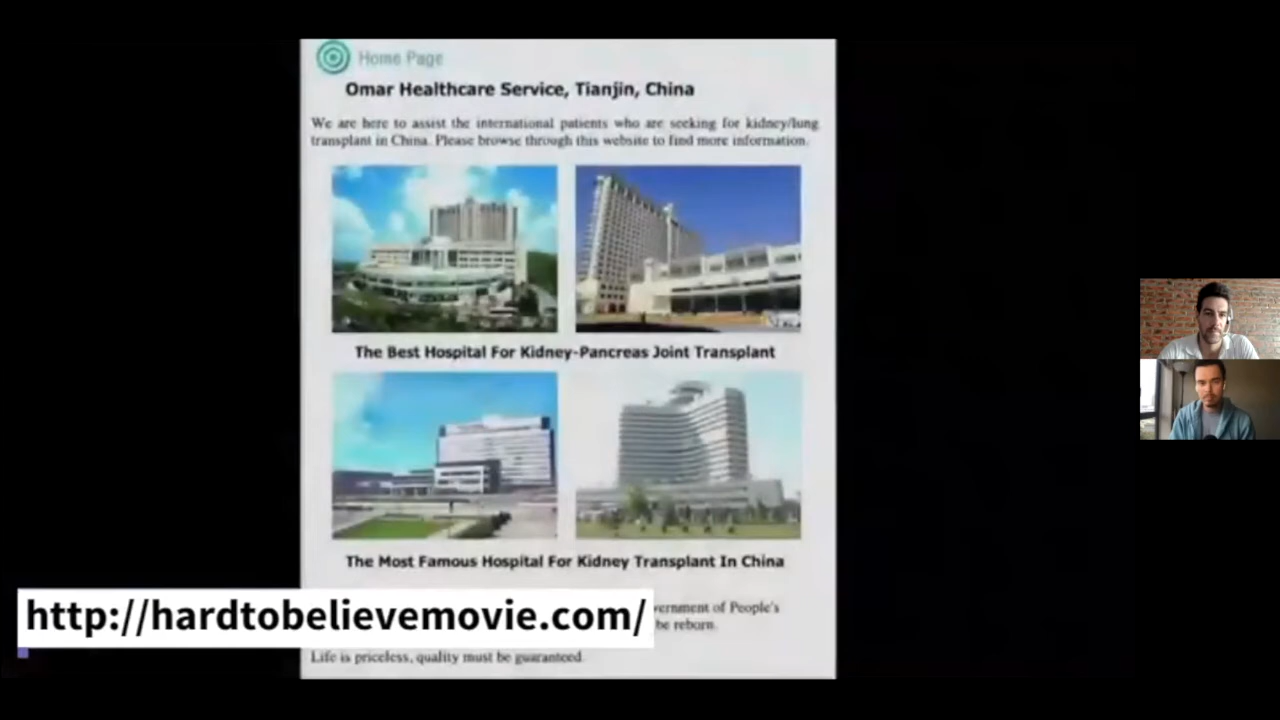 Home Page
Omar Healthcare Service, Tianjin, China
We are here to assist the international patients who are seeking for kidney/lung
transplant in China. Please browse through this website to find more information.
The Best Hospital For Kidney-Pancreas Joint Transplant
The Most Famous Hospital For Kidney Transplant In China
http://hardtobelievemovie.com/
of People's
be reborn.
Life is priceless, quality must be guaranteed.